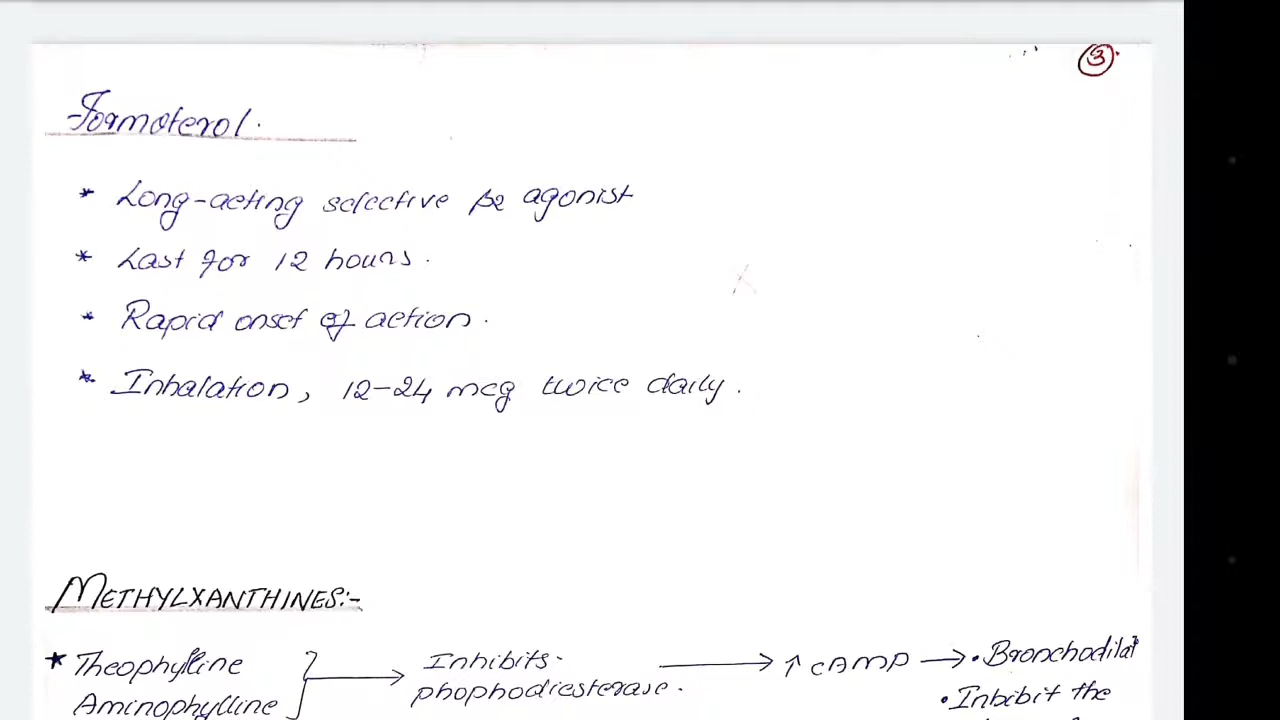 3
Formoterol.
* Long-acting selective β2 agonist
* Last for 12 hours.
* Rapid onset of action.
* Inhalation, 12-24 mcg twice daily.
METHYLXANTHINES:-
* Theophylline
Aminophylline
Inhibits
phophodiesterase.
↑ cAMP → • Bronchodilat
• Inhibit the